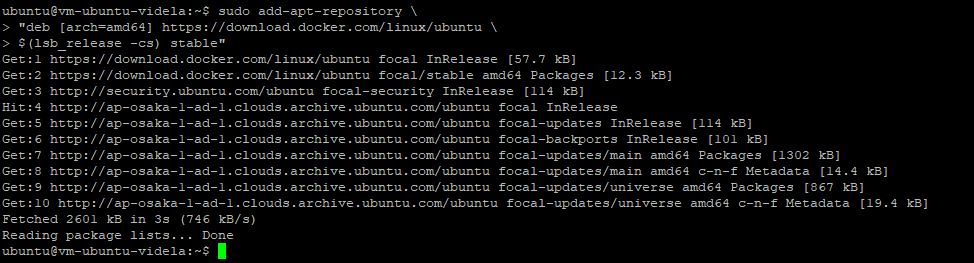 ubuntu@vm-ubuntu-videla:~$ sudo add-apt-repository \
> "deb [arch=amd64] https://download.docker.com/linux/ubuntu \
> $(lsb_release -cs) stable"
Get:1 https://download.docker.com/linux/ubuntu focal InRelease [57.7 kB]
Get:2 https://download.docker.com/linux/ubuntu focal/stable amd64 Packages [12.3 kB]
Get:3 http://security.ubuntu.com/ubuntu focal-security InRelease [114 kB]
Hit:4 http://ap-osaka-1-ad-1.clouds.archive.ubuntu.com/ubuntu focal InRelease
Get:5 http://ap-osaka-1-ad-1.clouds.archive.ubuntu.com/ubuntu focal-updates InRelease [114 kB]
Get:6 http://ap-osaka-1-ad-1.clouds.archive.ubuntu.com/ubuntu focal-backports InRelease [101 kB]
Get:7 http://ap-osaka-1-ad-1.clouds.archive.ubuntu.com/ubuntu focal-updates/main amd64 Packages [1302 kB]
Get:8 http://ap-osaka-1-ad-1.clouds.archive.ubuntu.com/ubuntu focal-updates/main amd64 c-n-f Metadata [14.4 kB]
Get:9 http://ap-osaka-1-ad-1.clouds.archive.ubuntu.com/ubuntu focal-updates/universe amd64 Packages [867 kB]
Get:10 http://ap-osaka-1-ad-1.clouds.archive.ubuntu.com/ubuntu focal-updates/universe amd64 c-n-f Metadata [19.4 kB]
Fetched 2601 kB in 3s (746 kB/s)
Reading package lists... Done
ubuntu@vm-ubuntu-videla:~$